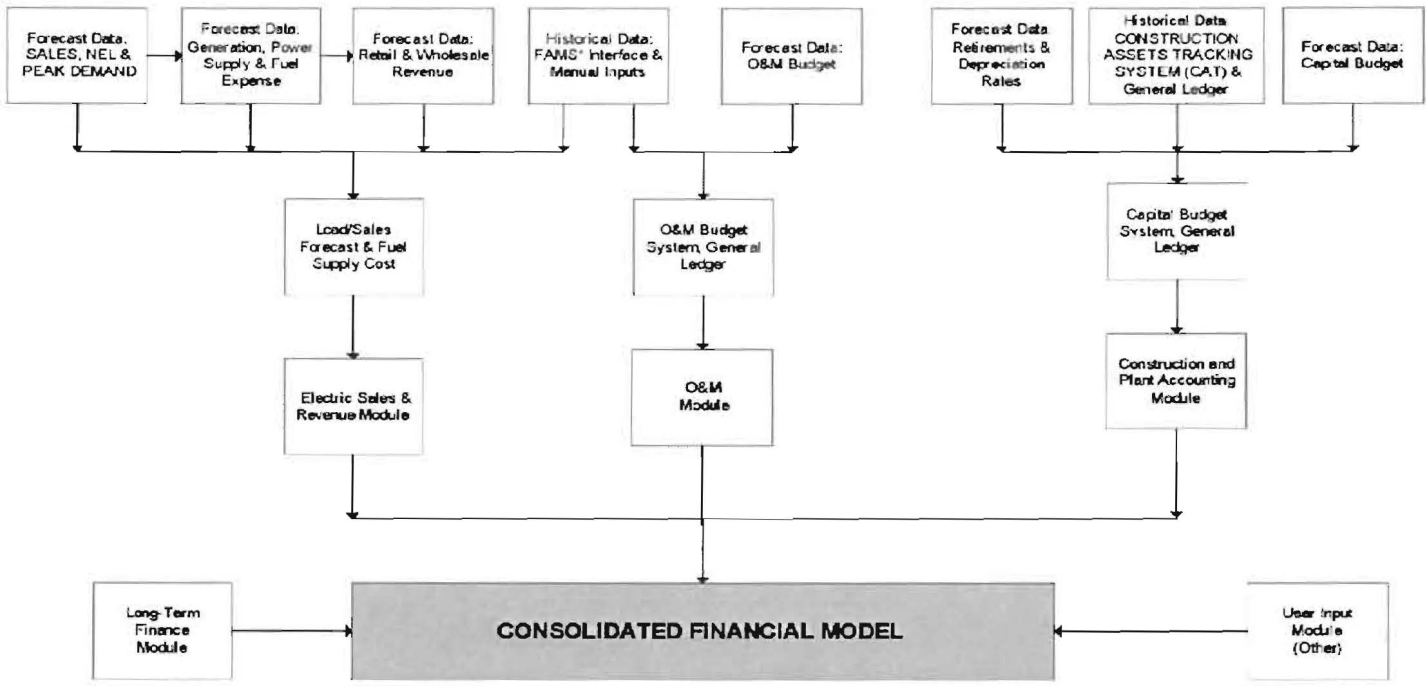 Forecast Data:
SALES, NEL &
PEAK DEMAND
Forecast Data:
Generation, Power
Supply & Fuel
Expense
Forecast Data:
Retail & Wholesale
Revenue
Historical Data:
FAMS* Interface &
Manual Inputs
Forecast Data:
O&M Budget
Forecast Data
Retirements &
Depreciation
Rates
Historical Data
CONSTRUCTION
ASSETS TRACKING
SYSTEM (CAT) &
General Ledger
Forecast Data:
Capital Budget
Load/Sales
Forecast & Fuel
Supply Cost
O&M Budget
System, General
Ledger
Capital Budget
System, General
Ledger
Electric Sales &
Revenue Module
O&M
Module
Construction and
Plant Accounting
Module
Long-Term
Finance
Module
CONSOLIDATED FINANCIAL MODEL
User Input
Module
(Other)